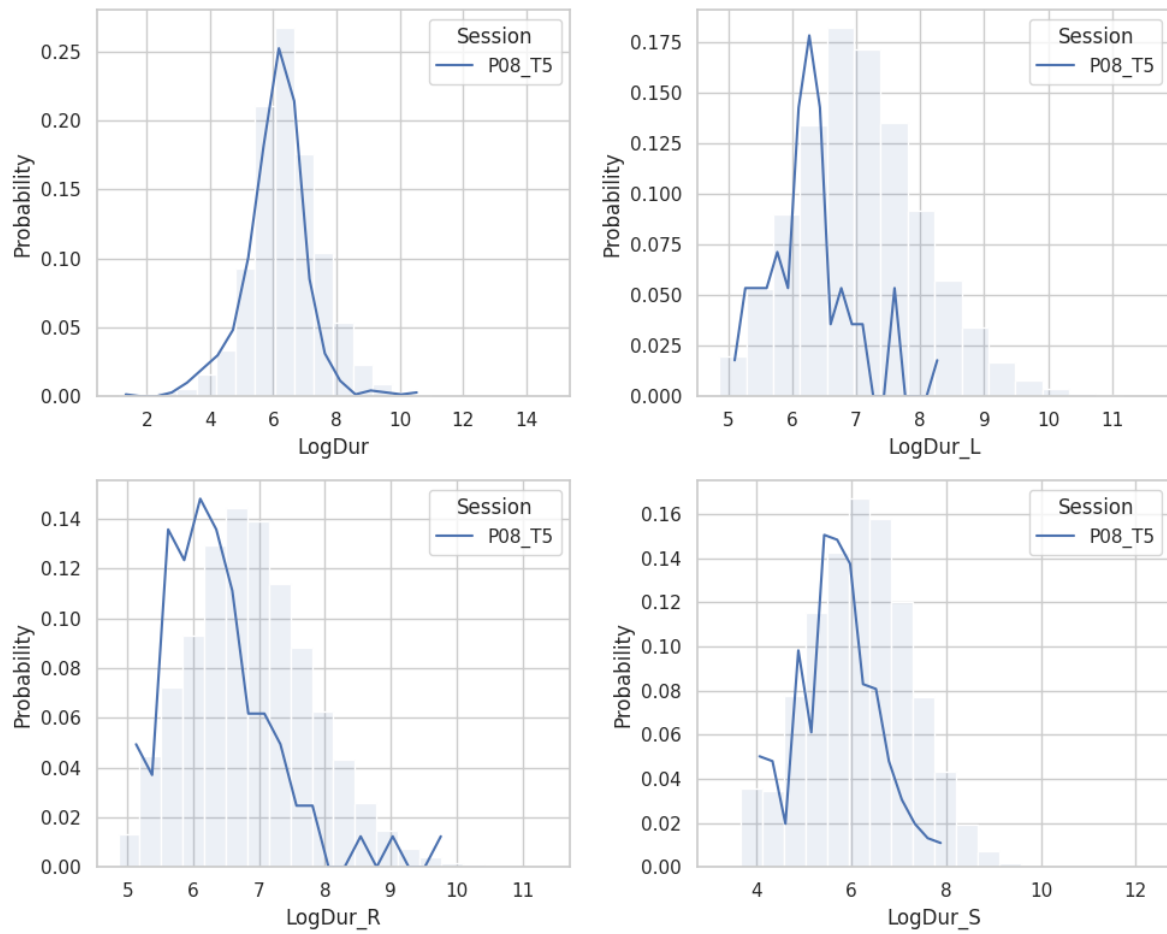 Session
P08_T5
Probability
0.25
0.20
0.15
0.10
0.05
0.00
2 4 6 8 10 12 14
LogDur
Session
P08_T5
Probability
0.175
0.150
0.125
0.100
0.075
0.050
0.025
0.000
5 6 7 8 9 10 11
LogDur_L
Session
P08_T5
Probability
0.14
0.12
0.10
0.08
0.06
0.04
0.02
0.00
5 6 7 8 9 10 11
LogDur_R
Session
P08_T5
Probability
0.16
0.14
0.12
0.10
0.08
0.06
0.04
0.02
0.00
4 6 8 10 12
LogDur_S